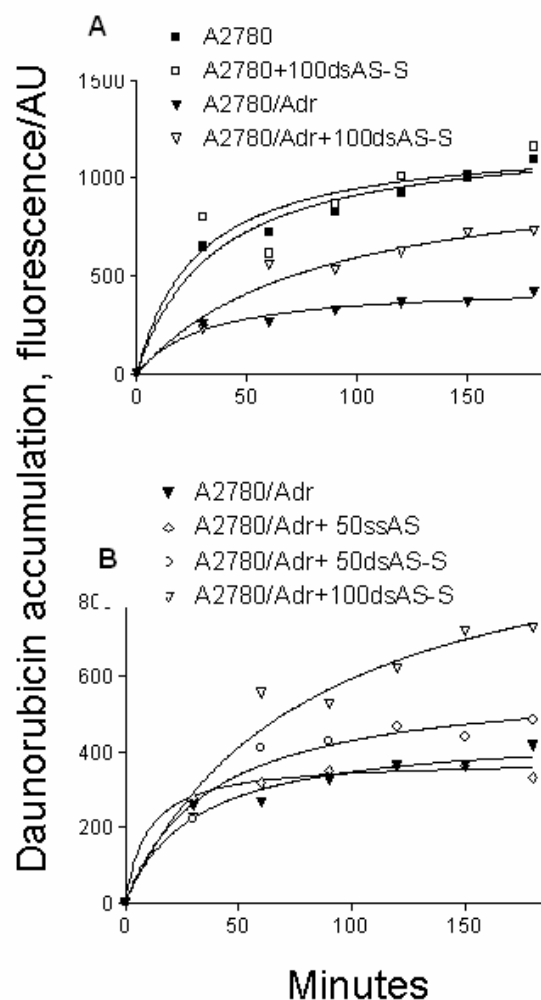 Daunorubicin accumulation, fluorescence/AU
A
A2780
A2780+100dsAS-S
A2780/Adr
A2780/Adr+100dsAS-S
1500
1000
500
0
0 50 100 150
A2780/Adr
A2780/Adr+ 50ssAS
A2780/Adr+ 50dsAS-S
A2780/Adr+100dsAS-S
B
600
400
200
0
0 50 100 150
Minutes